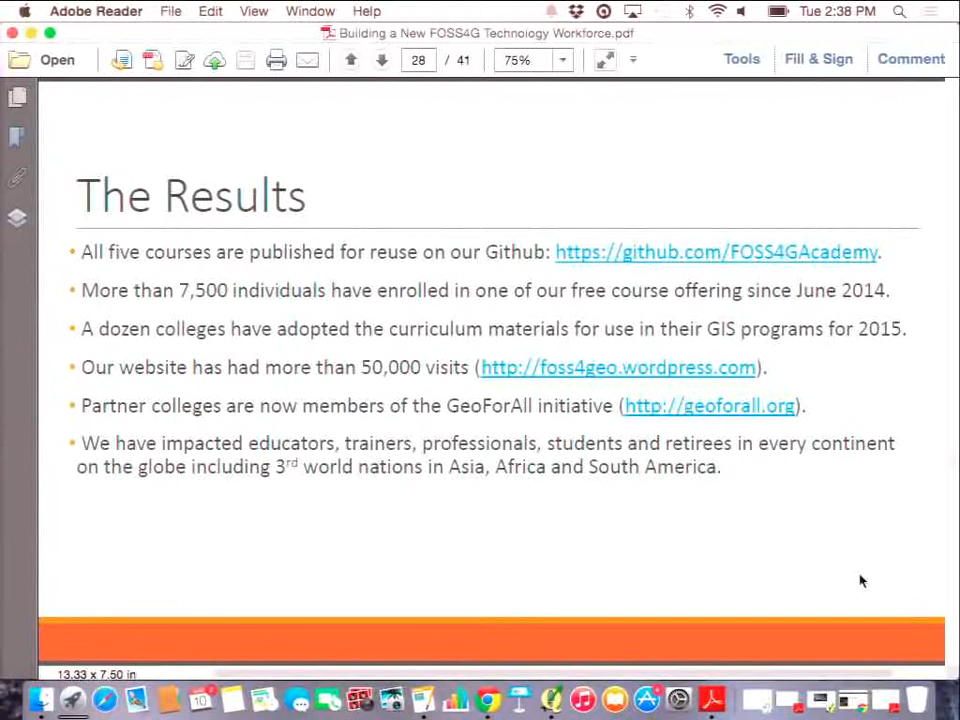 Adobe Reader File Edit View Window Help Tue 2:38 PM
Building a New FOSS4G Technology Workforce.pdf
Open 28 / 41 75% Tools Fill & Sign Comment
The Results
• All five courses are published for reuse on our Github: https://github.com/FOSS4GAcademy.
• More than 7,500 individuals have enrolled in one of our free course offering since June 2014.
• A dozen colleges have adopted the curriculum materials for use in their GIS programs for 2015.
• Our website has had more than 50,000 visits (http://foss4geo.wordpress.com).
• Partner colleges are now members of the GeoForAll initiative (http://geoforall.org).
• We have impacted educators, trainers, professionals, students and retirees in every continent
on the globe including 3rd world nations in Asia, Africa and South America.
13.33 x 7.50 in
10